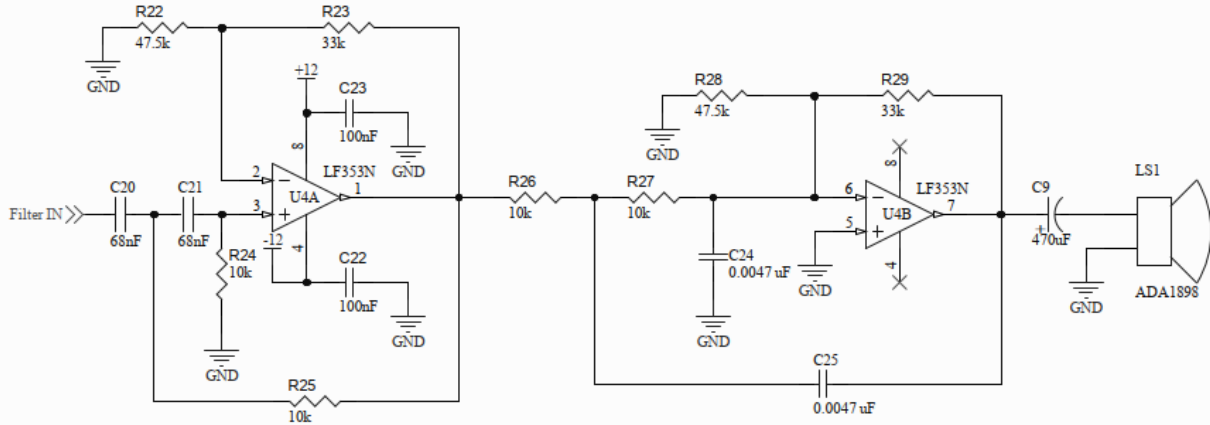 R22
47.5k
GND
R23
33k
+12
C23
100nF
GND
8
LF353N
2
U4A
1
3
-12
4
C22
100nF
GND
Filter IN
C20
68nF
C21
68nF
R24
10k
GND
R25
10k
R26
10k
R27
10k
R28
47.5k
GND
R29
33k
8
LF353N
6
U4B
7
5
GND
4
C24
0.0047 uF
GND
C25
0.0047 uF
C9
+
470uF
LS1
GND
ADA1898